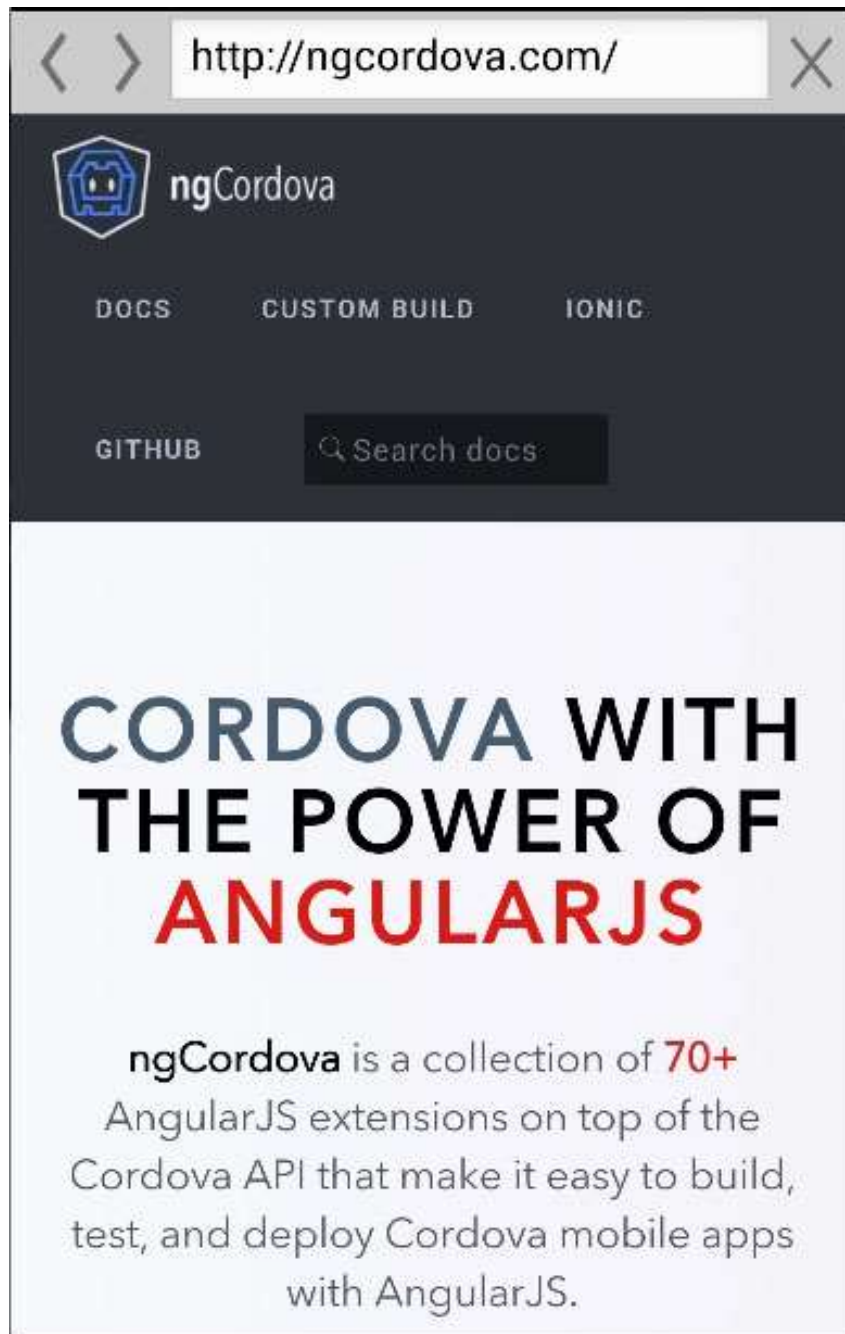 http://ngcordova.com/
ngCordova
DOCS CUSTOM BUILD IONIC
GITHUB Search docs
CORDOVA WITH
THE POWER OF
ANGULARJS
ngCordova is a collection of 70+
AngularJS extensions on top of the
Cordova API that make it easy to build,
test, and deploy Cordova mobile apps
with AngularJS.